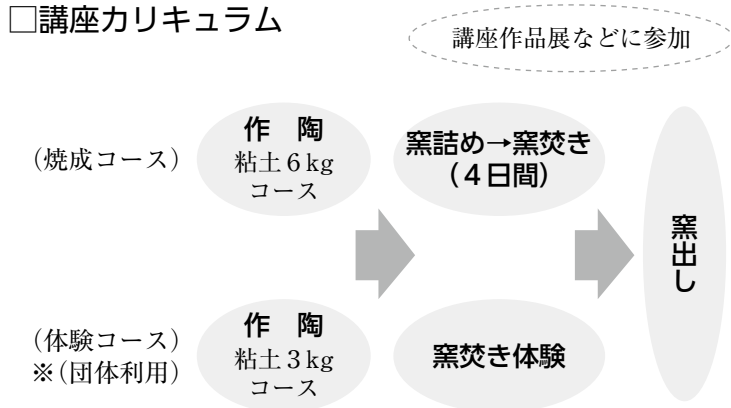 □講座カリキュラム
講座作品展などに参加
(焼成コース)
作 陶
粘土6kg
コース
窯詰め→窯焚き
(4日間)
窯出し
(体験コース)
※(団体利用)
作 陶
粘土3kg
コース
窯焚き体験